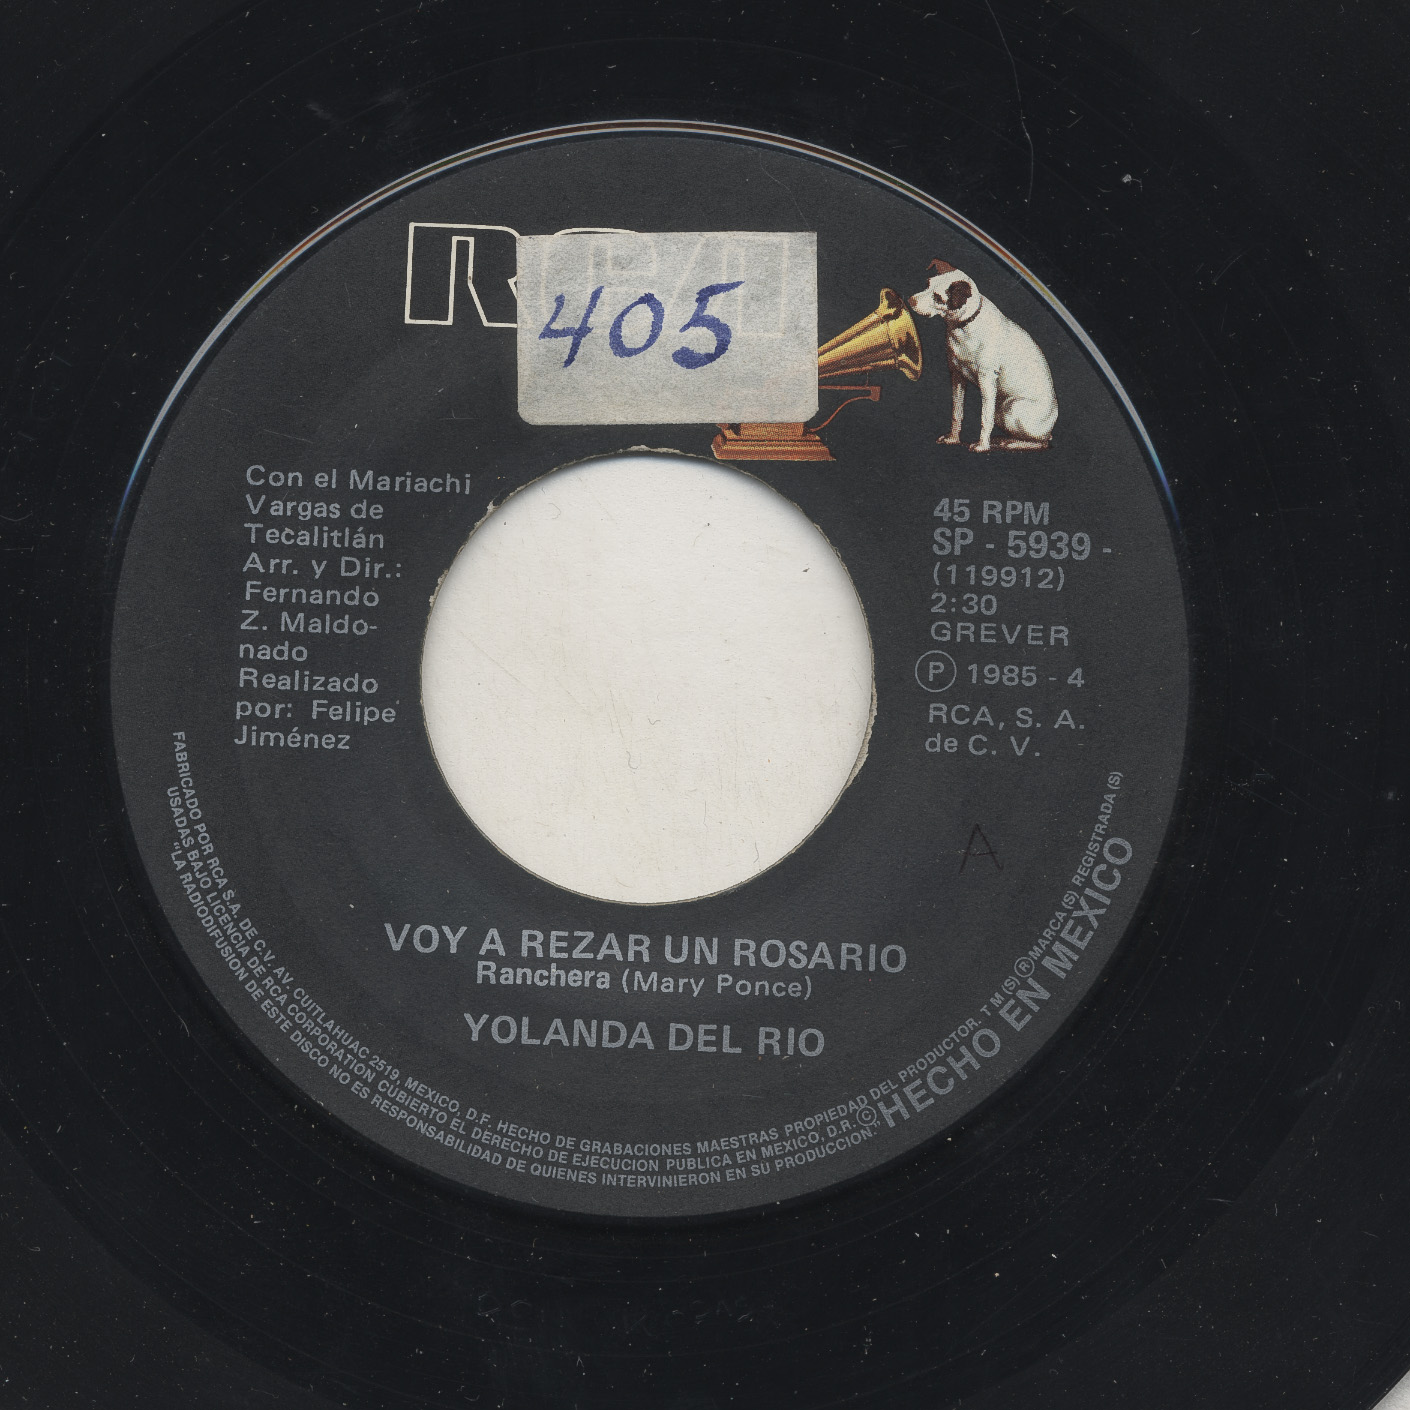 405
Con el Mariachi
Vargas de
Tecalitlán
Arr. y Dir.:
Fernando
Z. Maldo-
nado
Realizado
por: Felipe
Jiménez
45 RPM
SP - 5939 -
(119912)
2:30
GREVER
Ⓟ 1985 - 4
RCA, S. A.
de C. V.
A
VOY A REZAR UN ROSARIO
Ranchera (Mary Ponce)
YOLANDA DEL RIO
FABRICADO POR RCA S.A. DE C.V. AV. CUITLAHUAC 2519, MEXICO, D.F. HECHO DE GRABACIONES MAESTRAS PROPIEDAD DEL PRODUCTOR. T M (S) ® MARCA (S) REGISTRADA (S)
USADAS BAJO LICENCIA DE RCA CORPORATION CUBIERTO EL DERECHO DE EJECUCION PUBLICA EN MEXICO, D.R. ©
"LA RADIODIFUSION DE ESTE DISCO NO ES RESPONSABILIDAD DE QUIENES INTERVINIERON EN SU PRODUCCION."
HECHO EN MEXICO